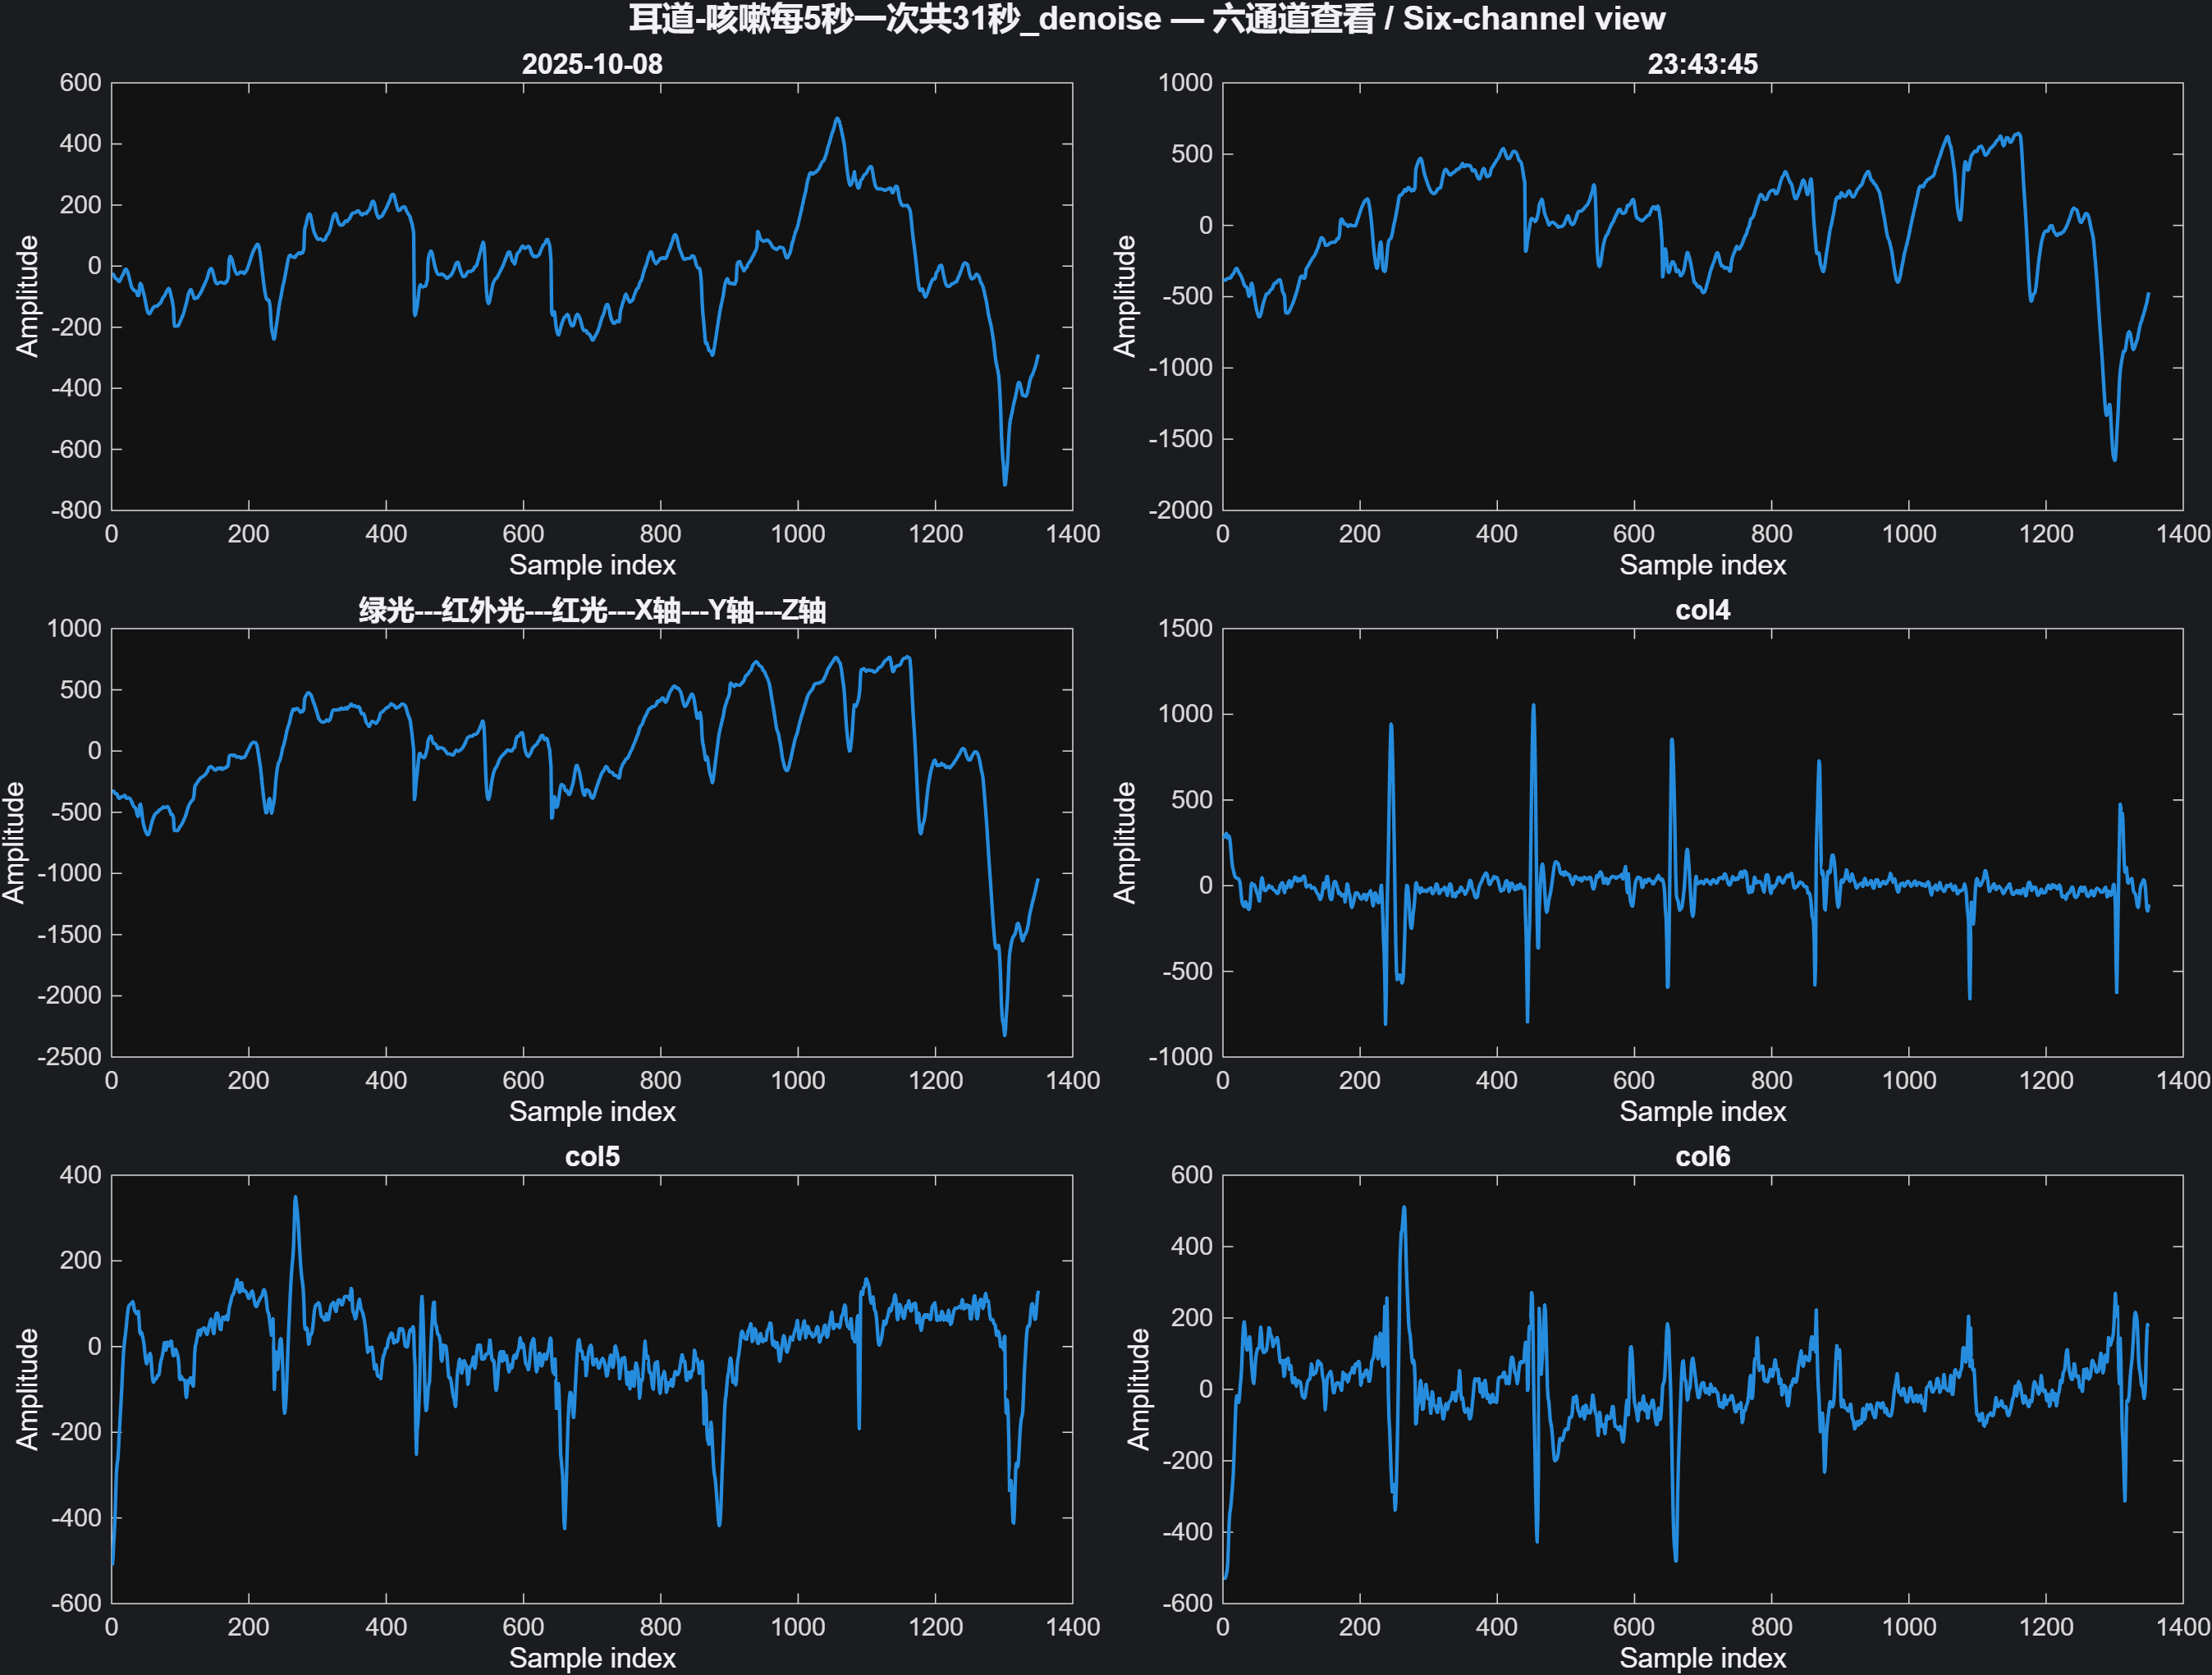 耳道-咳嗽每5秒一次共31秒_denoise — 六通道查看 / Six-channel view
2025-10-08
600
400
200
0
-200
-400
-600
-800
Amplitude
0 200 400 600 800 1000 1200 1400
Sample index
23:43:45
1000
500
0
-500
-1000
-1500
-2000
Amplitude
0 200 400 600 800 1000 1200 1400
Sample index
绿光---红外光---红光---X轴---Y轴---Z轴
1000
500
0
-500
-1000
-1500
-2000
-2500
Amplitude
0 200 400 600 800 1000 1200 1400
Sample index
col4
1500
1000
500
0
-500
-1000
Amplitude
0 200 400 600 800 1000 1200 1400
Sample index
col5
400
200
0
-200
-400
-600
Amplitude
0 200 400 600 800 1000 1200 1400
Sample index
col6
600
400
200
0
-200
-400
-600
Amplitude
0 200 400 600 800 1000 1200 1400
Sample index